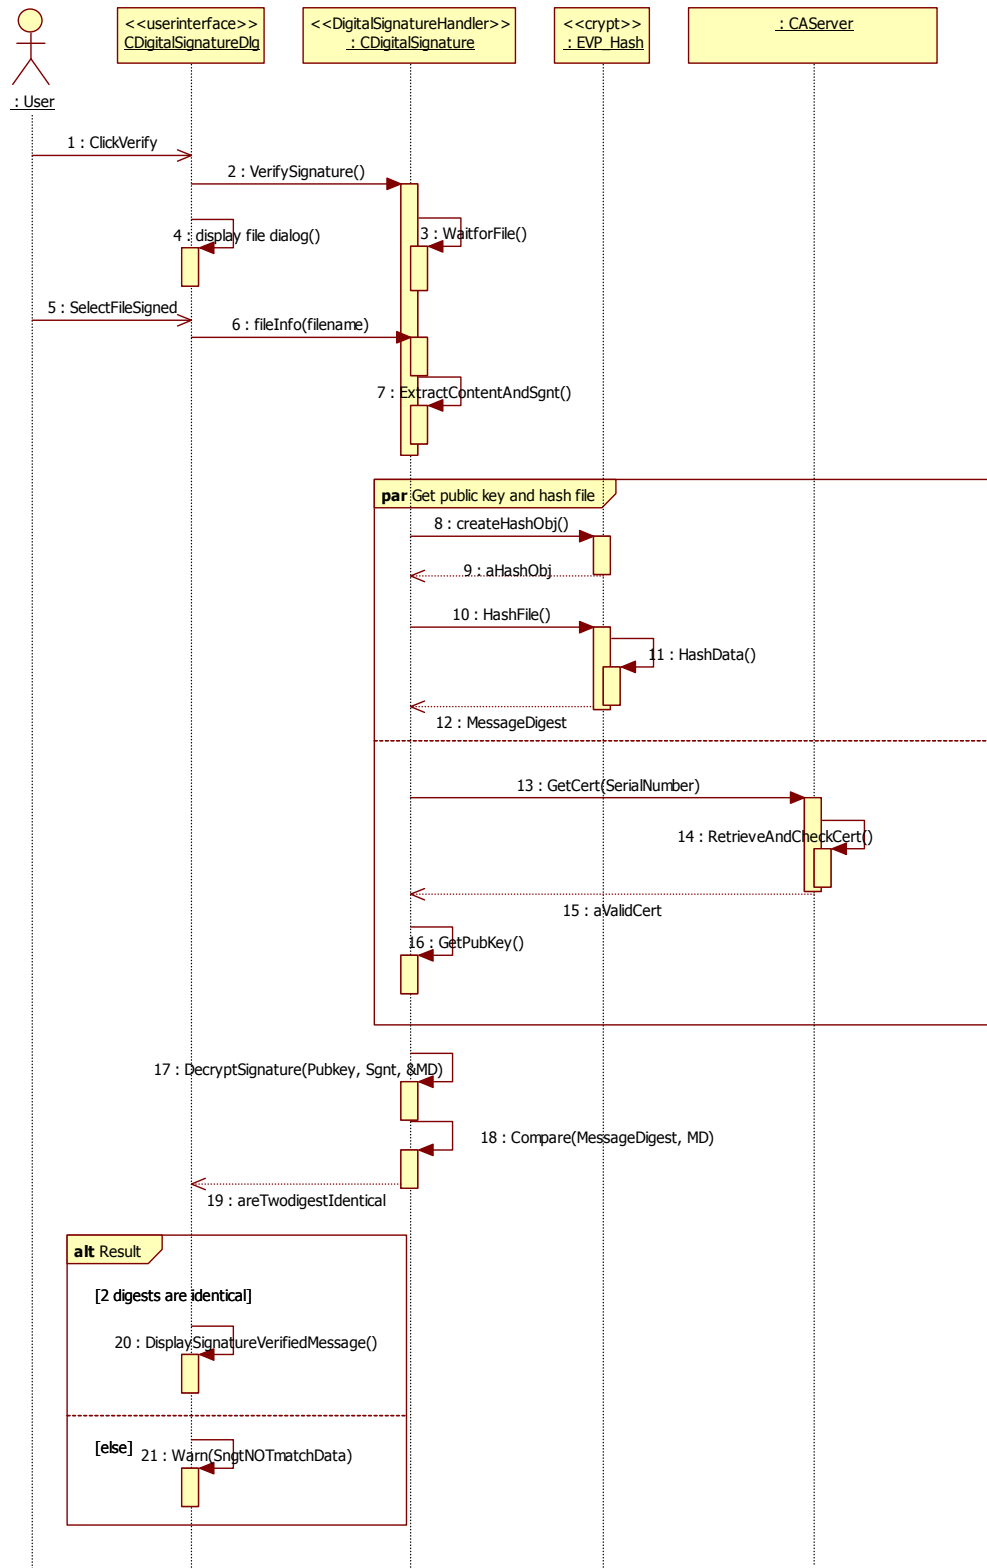 <<userinterface>>
CDigitalSignatureDlg
<<DigitalSignatureHandler>>
: CDigitalSignature
<<crypt>>
: EVP_Hash
: CAServer
: User
1 : ClickVerify
2 : VerifySignature()
3 : WaitforFile()
4 : display file dialog()
5 : SelectFileSigned
6 : fileInfo(filename)
7 : ExtractContentAndSgnt()
par Get public key and hash file
8 : createHashObj()
9 : aHashObj
10 : HashFile()
11 : HashData()
12 : MessageDigest
13 : GetCert(SerialNumber)
14 : RetrieveAndCheckCert()
15 : aValidCert
16 : GetPubKey()
17 : DecryptSignature(Pubkey, Sgnt, &MD)
18 : Compare(MessageDigest, MD)
19 : areTwodigestIdentical
alt Result
[2 digests are identical]
20 : DisplaySignatureVerifiedMessage()
[else]
21 : Warn(SngtNOTmatchData)